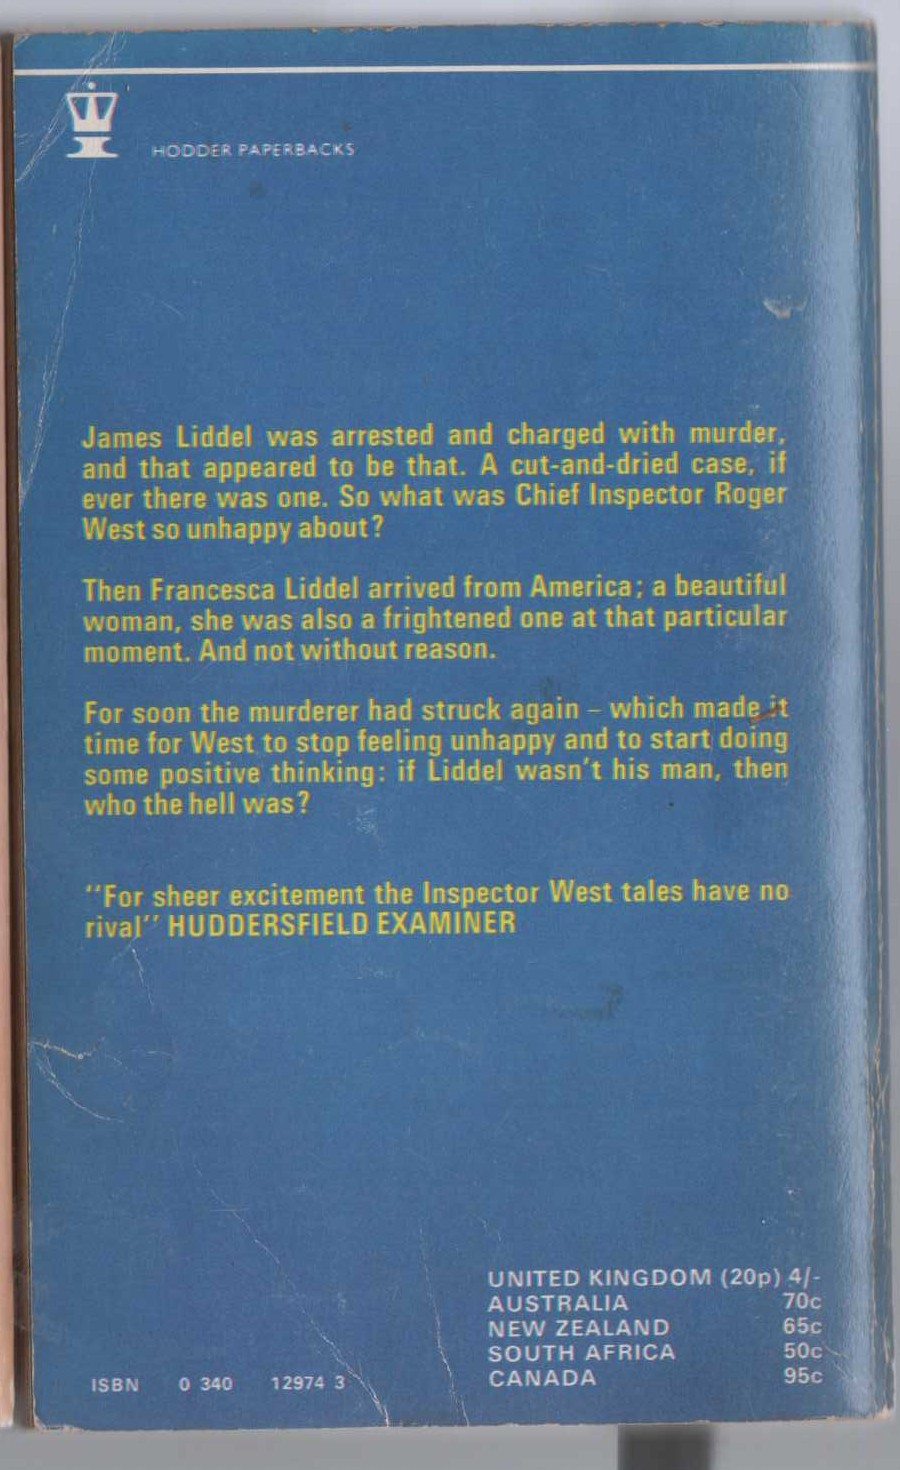 HODDER PAPERBACKS
James Liddel was arrested and charged with murder,
and that appeared to be that. A cut-and-dried case, if
ever there was one. So what was Chief Inspector Roger
West so unhappy about?
Then Francesca Liddel arrived from America; a beautiful
woman, she was also a frightened one at that particular
moment. And not without reason.
For soon the murderer had struck again – which made it
time for West to stop feeling unhappy and to start doing
some positive thinking: if Liddel wasn't his man, then
who the hell was?
"For sheer excitement the Inspector West tales have no
rival" HUDDERSFIELD EXAMINER
UNITED KINGDOM (20p) 4/-
AUSTRALIA 70c
NEW ZEALAND 65c
SOUTH AFRICA 50c
CANADA 95c
ISBN 0 340 12974 3